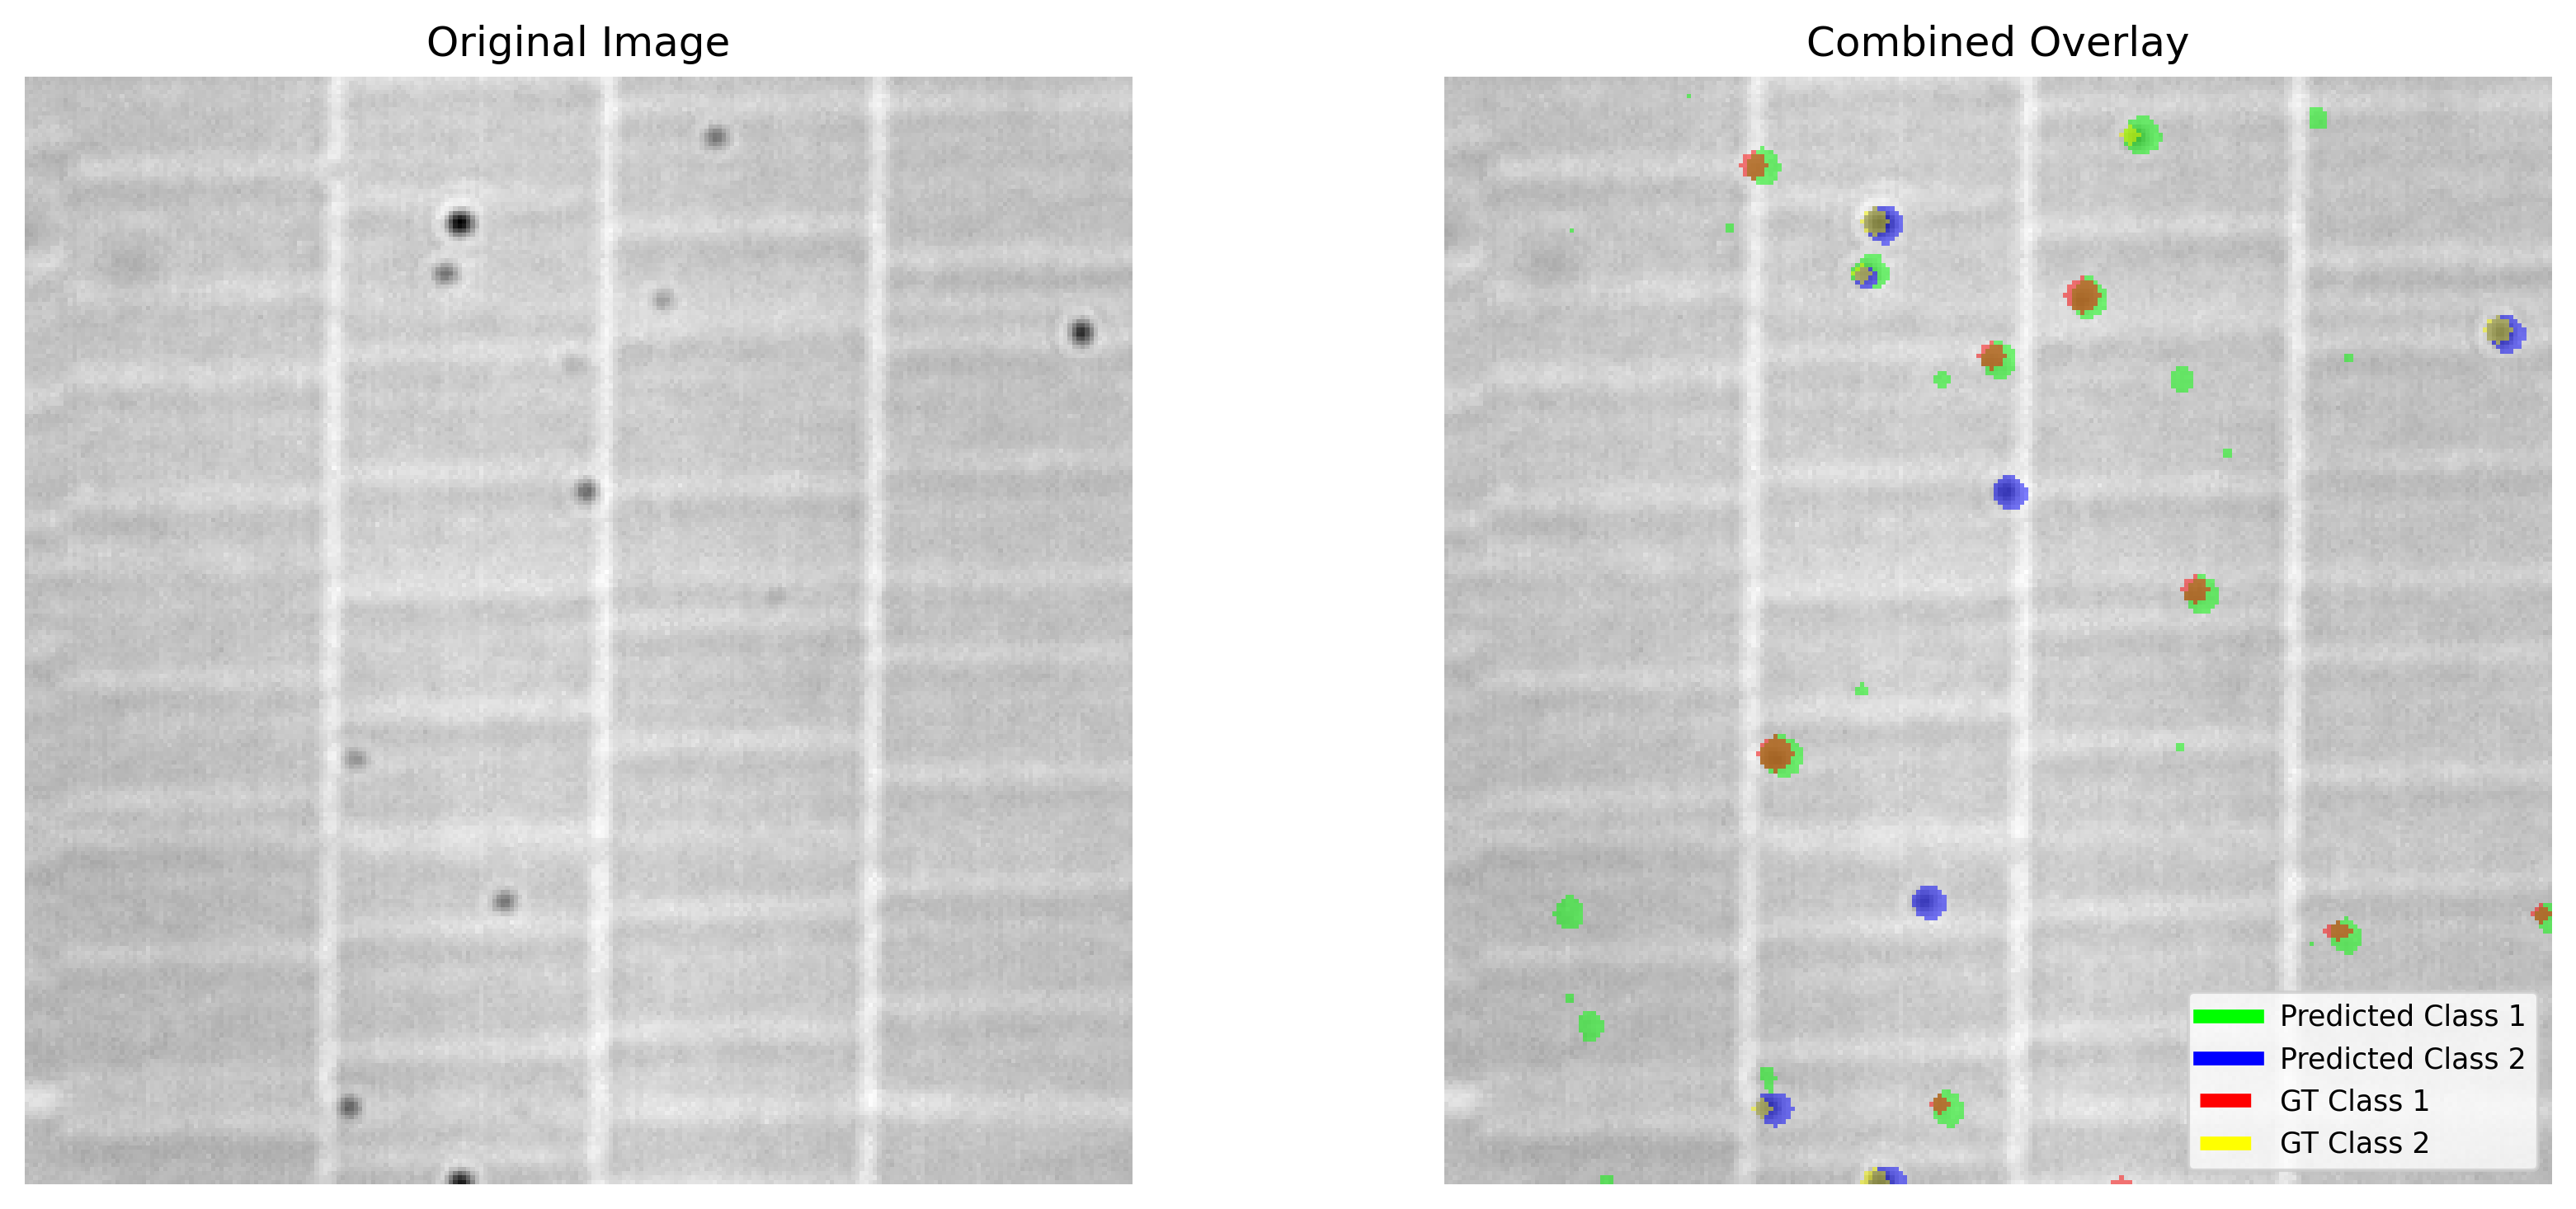 Original Image
Combined Overlay
Predicted Class 1
Predicted Class 2
GT Class 1
GT Class 2